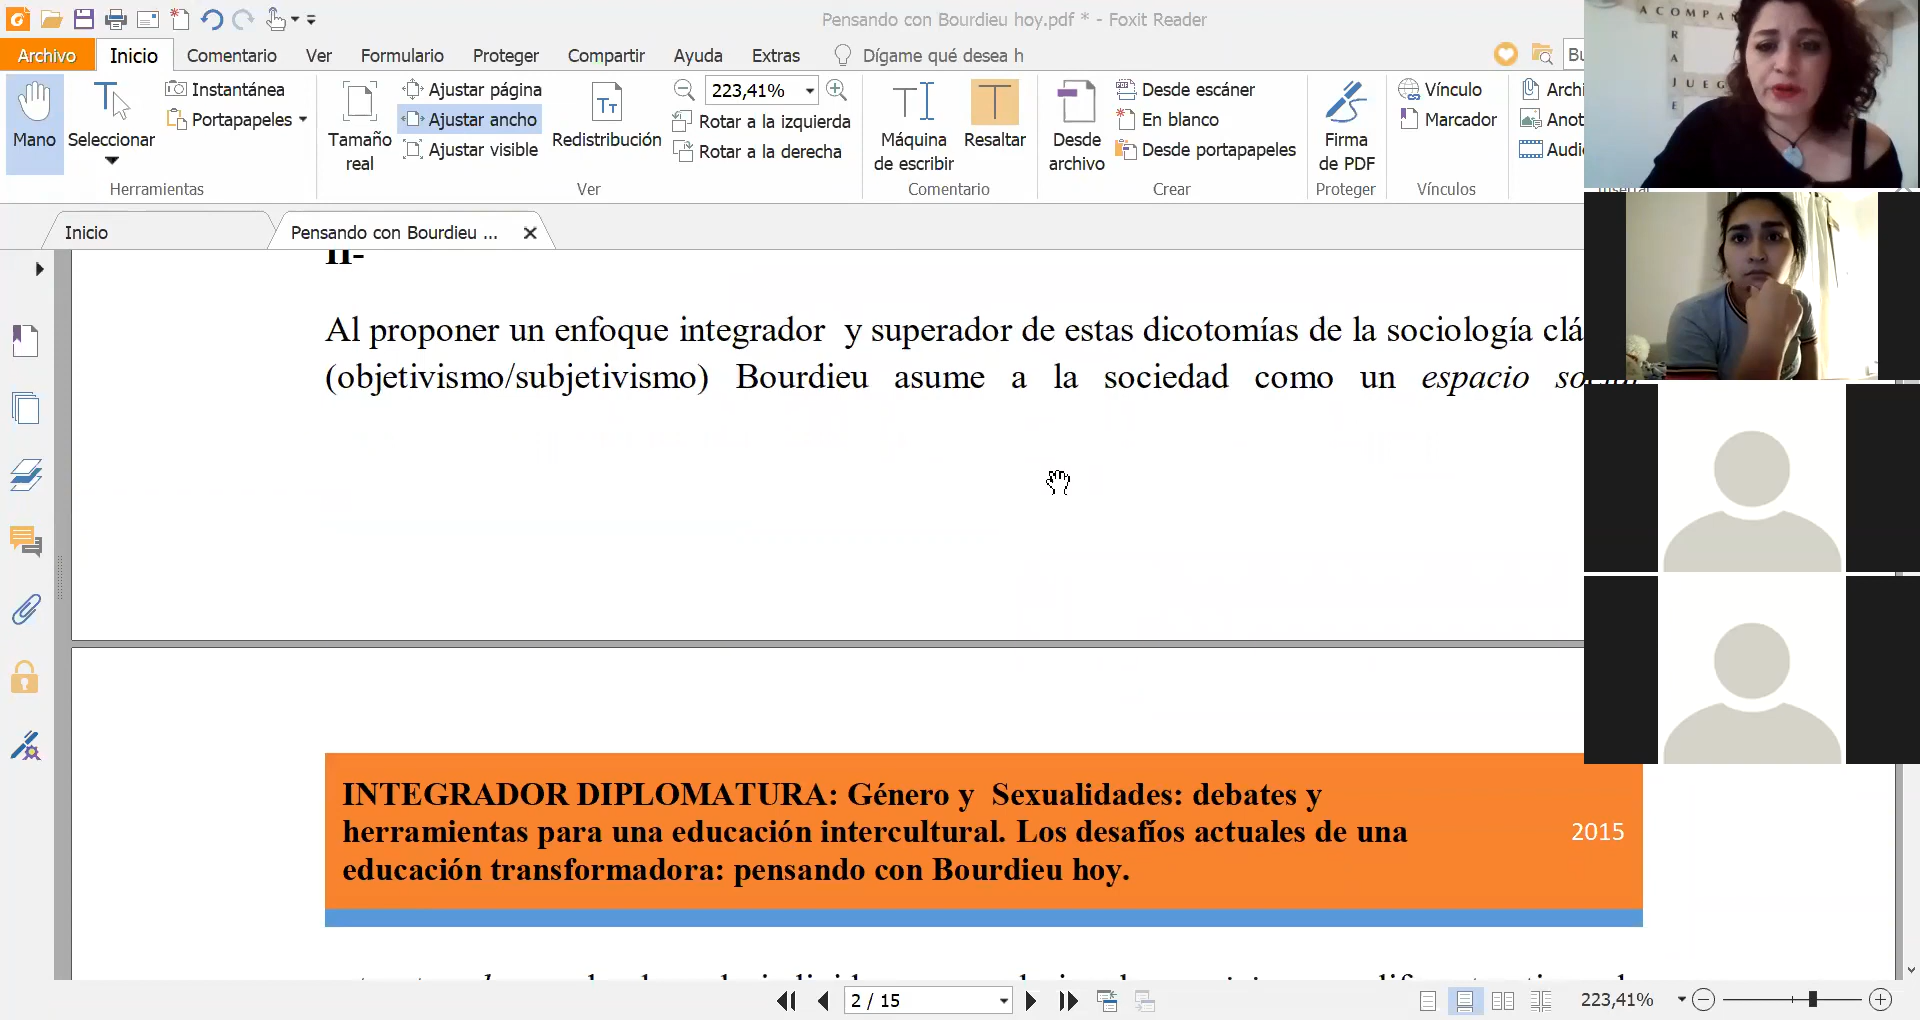 Pensando con Bourdieu hoy.pdf * - Foxit Reader
Archivo Inicio Comentario Ver Formulario Proteger Compartir Ayuda Extras Dígame qué desea h
Mano
Seleccionar
Instantánea
Portapapeles
Herramientas
Tamaño
real
Ajustar página
Ajustar ancho
Ajustar visible
Redistribución
223,41%
Rotar a la izquierda
Rotar a la derecha
Ver
Máquina
de escribir
Resaltar
Comentario
Desde
archivo
Desde escáner
En blanco
Desde portapapeles
Crear
Firma
de PDF
Proteger
Vínculo
Marcador
Vínculos
Archi
Anot
Audi
Inicio
Pensando con Bourdieu ...
II-
Al proponer un enfoque integrador y superador de estas dicotomías de la sociología clá
(objetivismo/subjetivismo) Bourdieu asume a la sociedad como un espacio social
INTEGRADOR DIPLOMATURA: Género y Sexualidades: debates y
herramientas para una educación intercultural. Los desafíos actuales de una
educación transformadora: pensando con Bourdieu hoy.
2015
2 / 15
223,41%